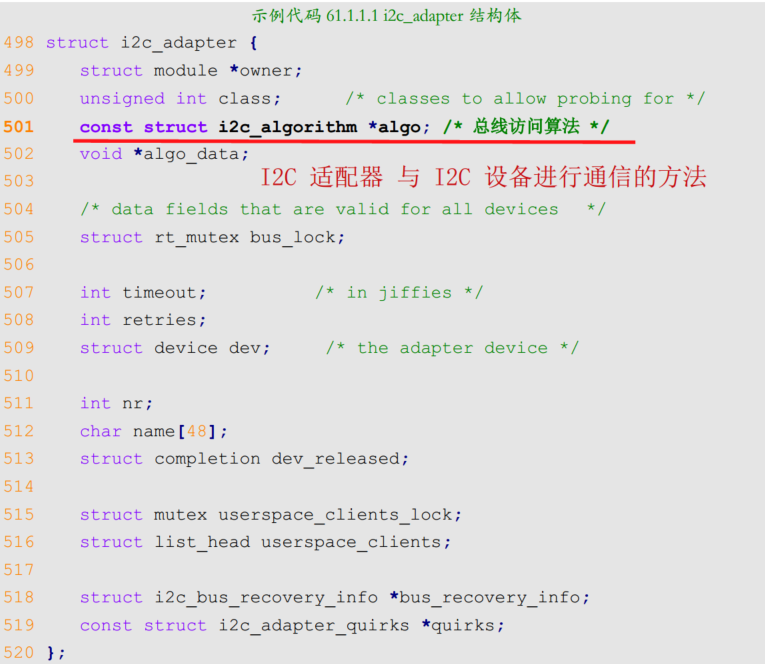 示例代码 61.1.1.1 i2c_adapter 结构体
498 struct i2c_adapter {
499 struct module *owner;
500 unsigned int class; /* classes to allow probing for */
501 const struct i2c_algorithm *algo; /* 总线访问算法 */
502 void *algo_data;
503 I2C 适配器 与 I2C 设备进行通信的方法
504 /* data fields that are valid for all devices */
505 struct rt_mutex bus_lock;
506
507 int timeout; /* in jiffies */
508 int retries;
509 struct device dev; /* the adapter device */
510
511 int nr;
512 char name[48];
513 struct completion dev_released;
514
515 struct mutex userspace_clients_lock;
516 struct list_head userspace_clients;
517
518 struct i2c_bus_recovery_info *bus_recovery_info;
519 const struct i2c_adapter_quirks *quirks;
520 };